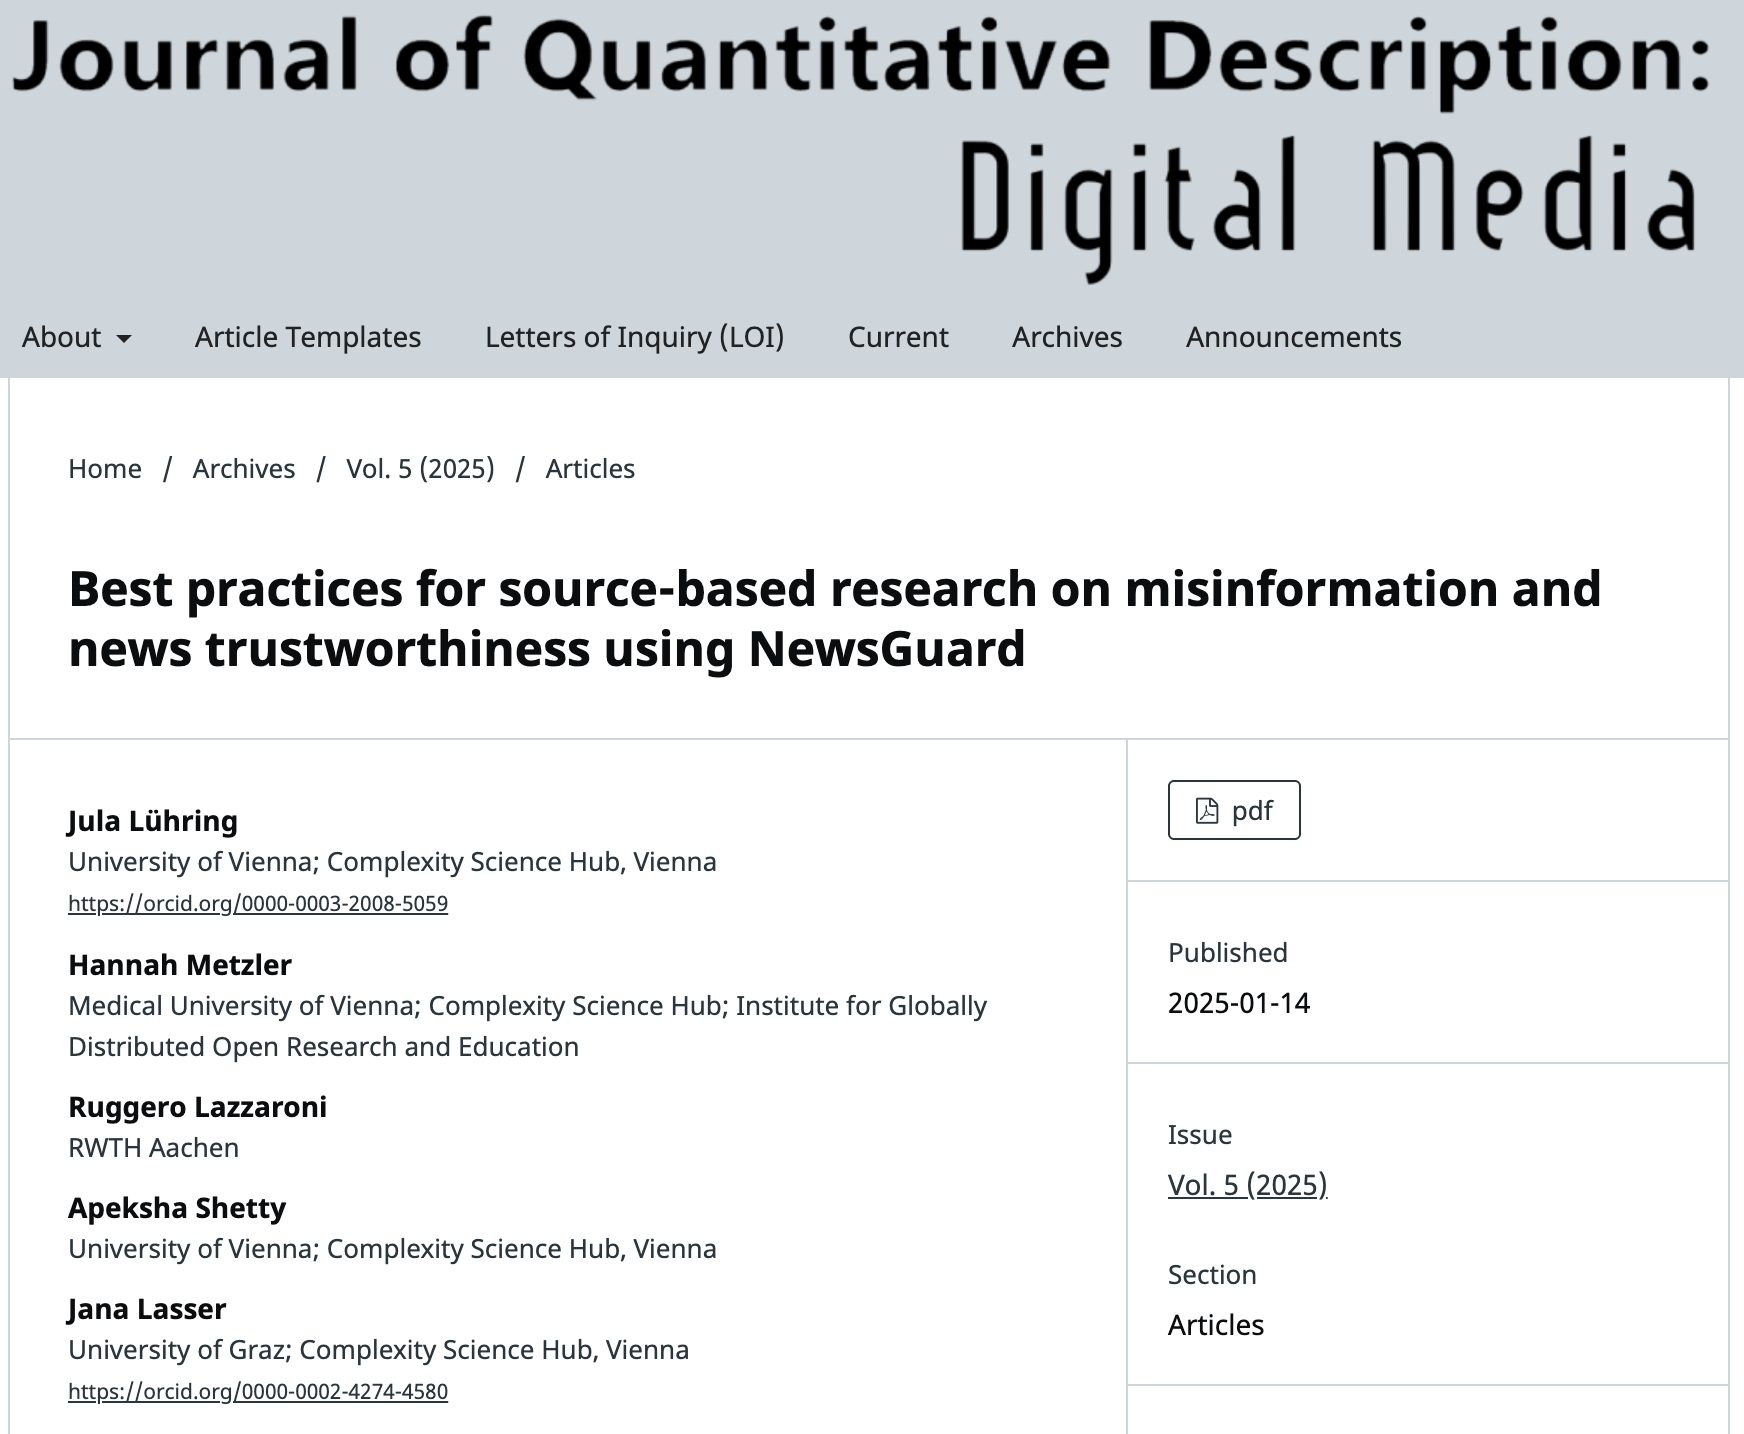 Journal of Quantitative Description:
Digital Media
About
Article Templates
Letters of Inquiry (LOI)
Current
Archives
Announcements
Home / Archives / Vol. 5 (2025) / Articles
Best practices for source-based research on misinformation and
news trustworthiness using NewsGuard
Jula Lühring
University of Vienna; Complexity Science Hub, Vienna
https://orcid.org/0000-0003-2008-5059
Hannah Metzler
Medical University of Vienna; Complexity Science Hub; Institute for Globally
Distributed Open Research and Education
Ruggero Lazzaroni
RWTH Aachen
Apeksha Shetty
University of Vienna; Complexity Science Hub, Vienna
Jana Lasser
University of Graz; Complexity Science Hub, Vienna
https://orcid.org/0000-0002-4274-4580
pdf
Published
2025-01-14
Issue
Vol. 5 (2025)
Section
Articles